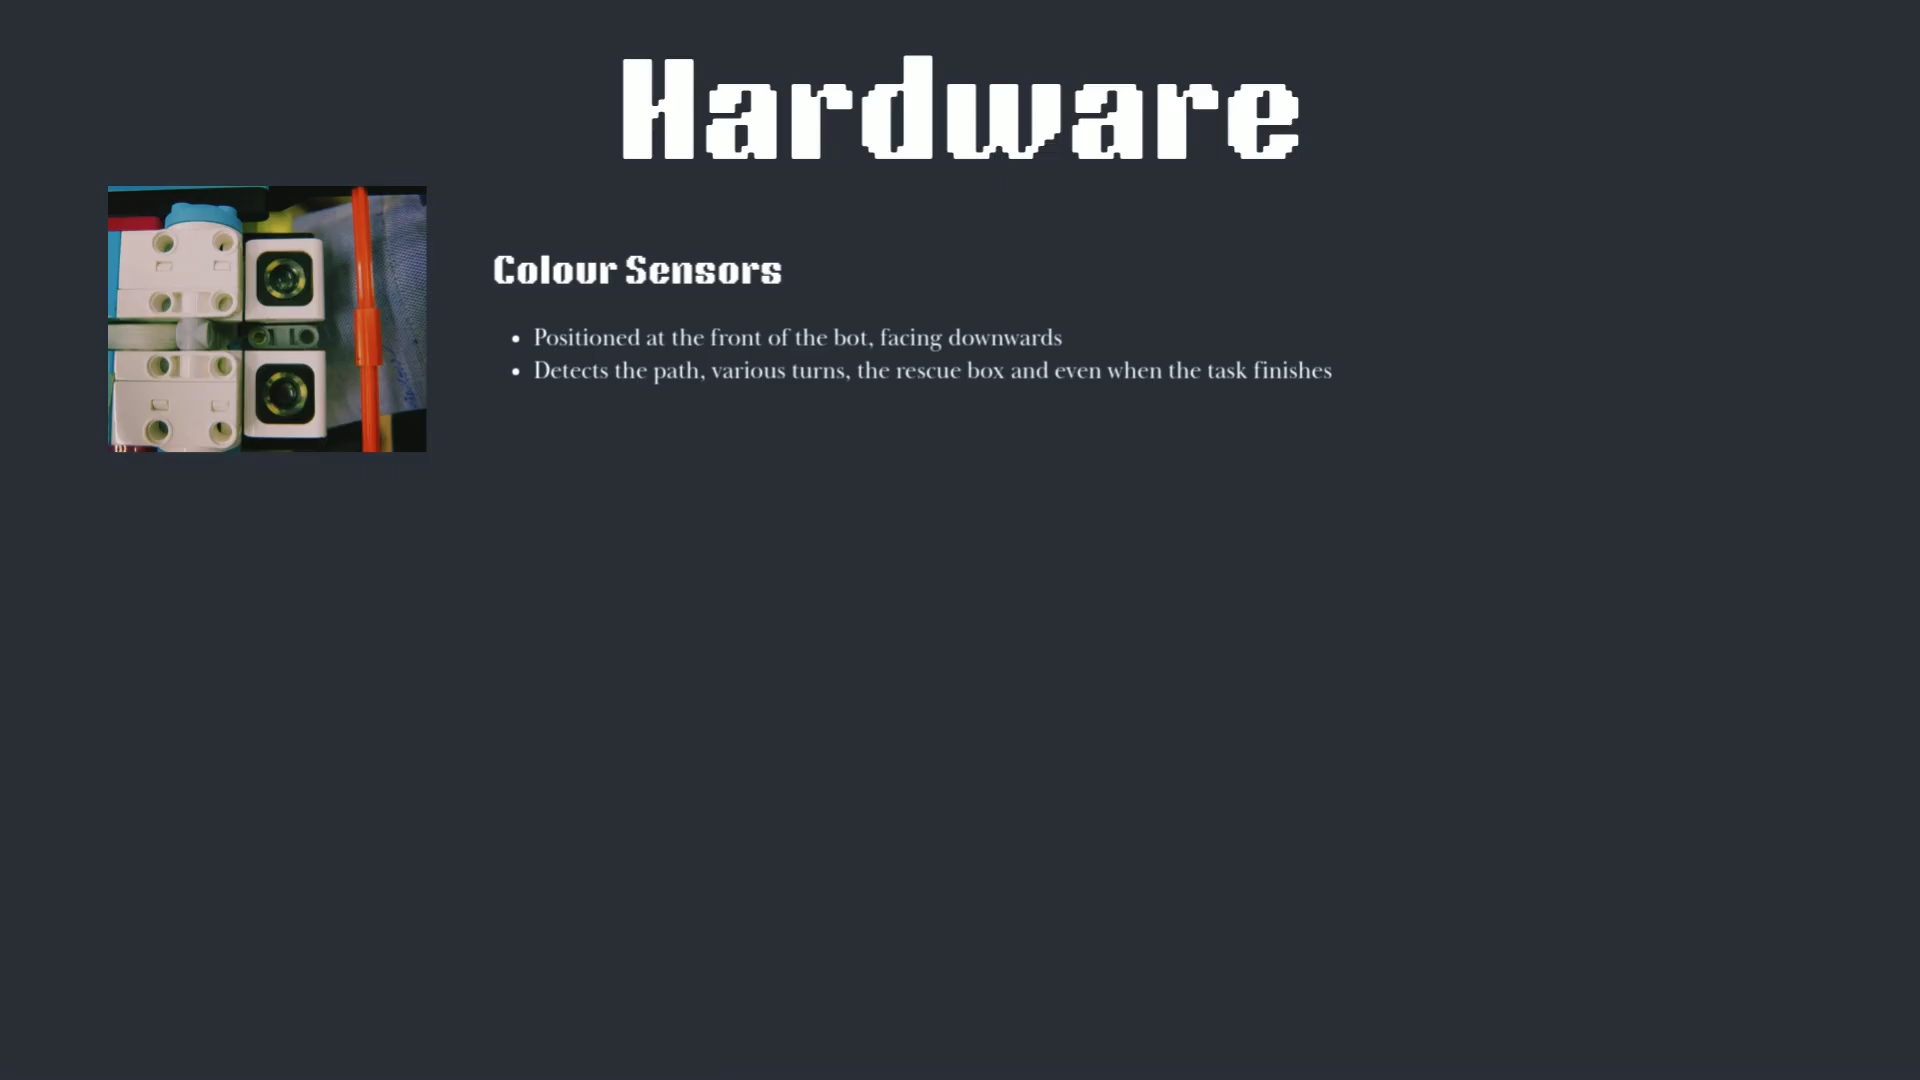 Hardware
Colour Sensors
• Positioned at the front of the bot, facing downwards
• Detects the path, various turns, the rescue box and even when the task finishes